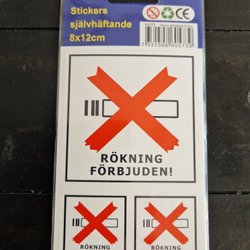 Stickers
självhäftande
8x12cm
RÖKNING
FÖRBJUDEN!
RÖKNING
RÖKNING